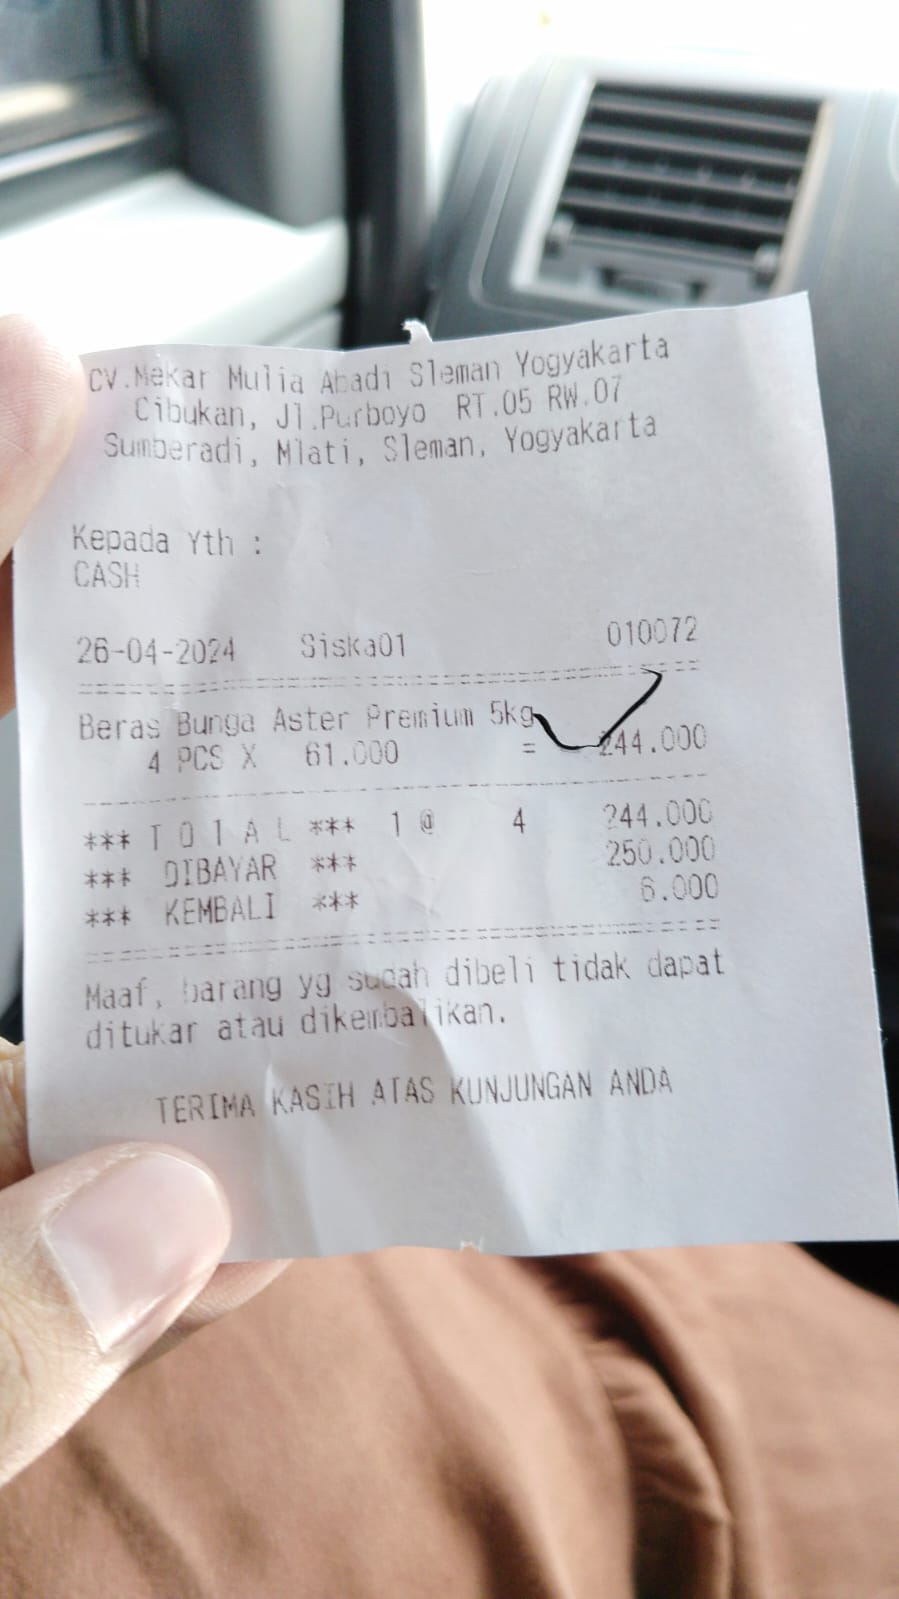 CV.Mekar Mulia Abadi Sleman Yogyakarta
Cibukan, Jl.Purboyo RT.05 RW.07
Sumberadi, Mlati, Sleman, Yogyakarta
Kepada Yth :
CASH
26-04-2024 Siska01 010072
Beras Bunga Aster Premium 5kg
4 PCS X 61.000 = 244.000
*** T O T A L *** 1 @ 4 244.000
*** DIBAYAR *** 250.000
*** KEMBALI *** 6.000
Maaf, barang yg sudah dibeli tidak dapat
ditukar atau dikembalikan.
TERIMA KASIH ATAS KUNJUNGAN ANDA